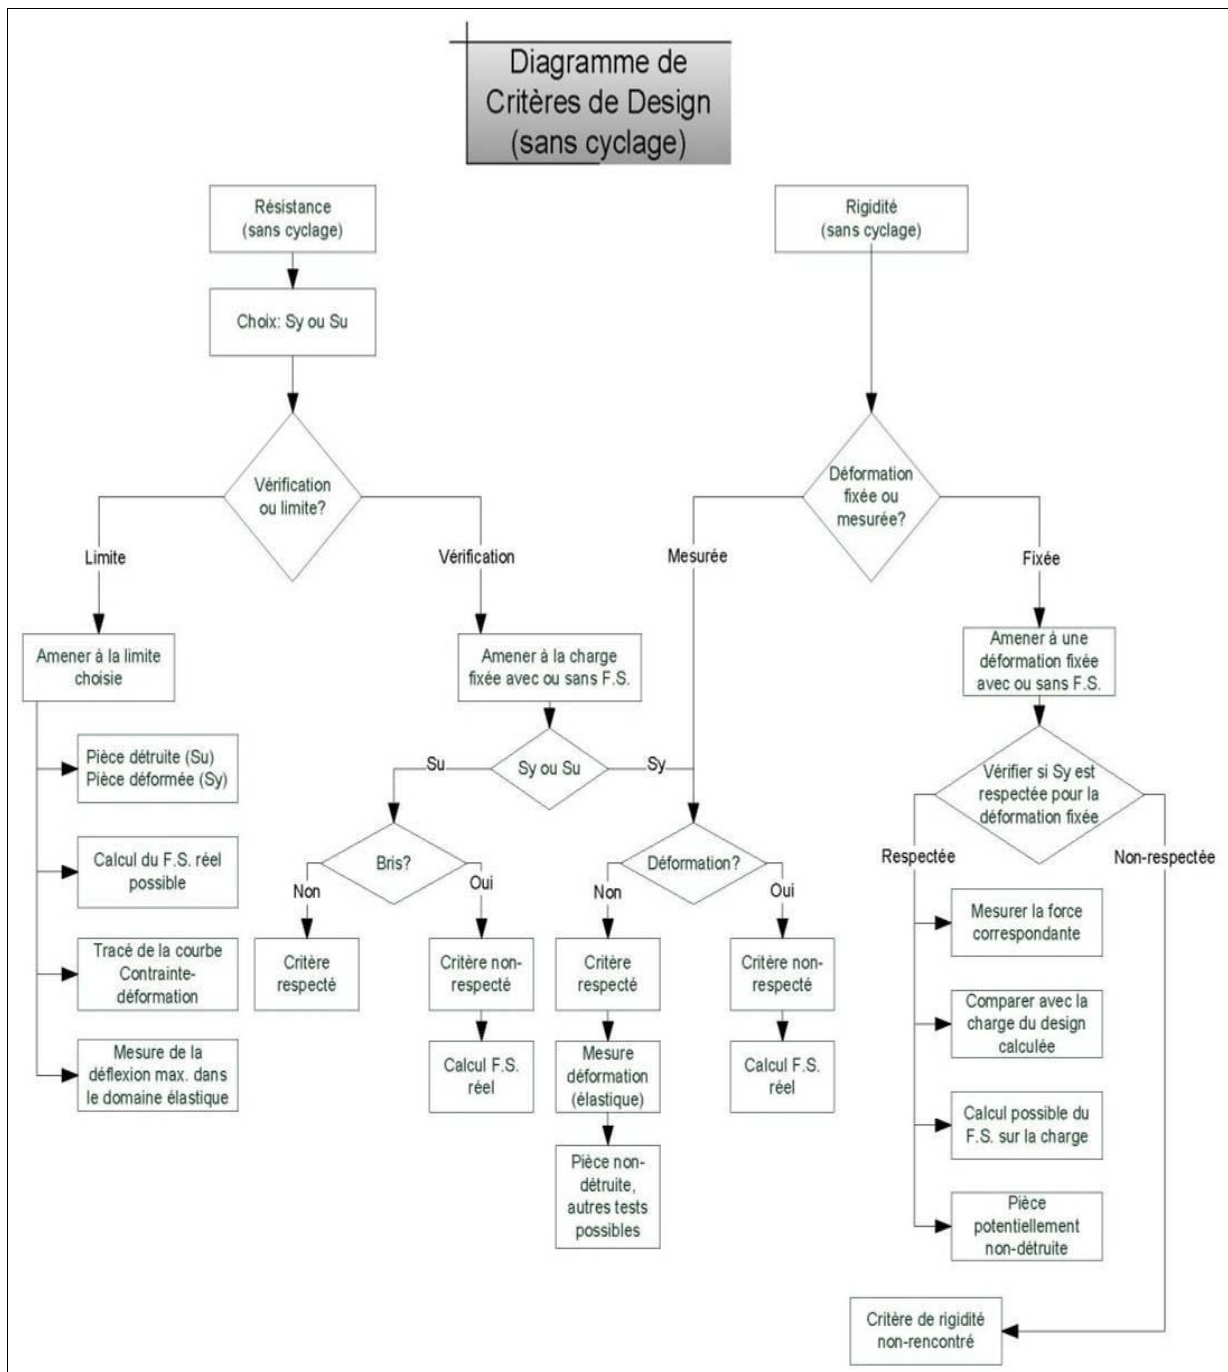 Diagramme de
Critères de Design
(sans cyclage)
Résistance
(sans cyclage)
Rigidité
(sans cyclage)
Choix: Sy ou Su
Vérification
ou limite?
Déformation
fixée ou
mesurée?
Limite
Vérification
Mesurée
Fixée
Amener à la limite
choisie
Amener à la charge
fixée avec ou sans F.S.
Amener à une
déformation fixée
avec ou sans F.S.
Pièce détruite (Su)
Pièce déformée (Sy)
Su
Sy ou Su
Sy
Vérifier si Sy est
respectée pour la
déformation fixée
Calcul du F.S. réel
possible
Bris?
Déformation?
Respectée
Non-respectée
Non
Oui
Non
Oui
Mesurer la force
correspondante
Tracé de la courbe
Contrainte-
déformation
Critère
respecté
Critère non-
respecté
Critère
respecté
Critère non-
respecté
Comparer avec la
charge du design
calculée
Mesure de la
déflexion max. dans
le domaine élastique
Calcul F.S.
réel
Mesure
déformation
(élastique)
Calcul F.S.
réel
Calcul possible du
F.S. sur la charge
Pièce non-
détruite,
autres tests
possibles
Pièce
potentiellement
non-détruite
Critère de rigidité
non-rencontré